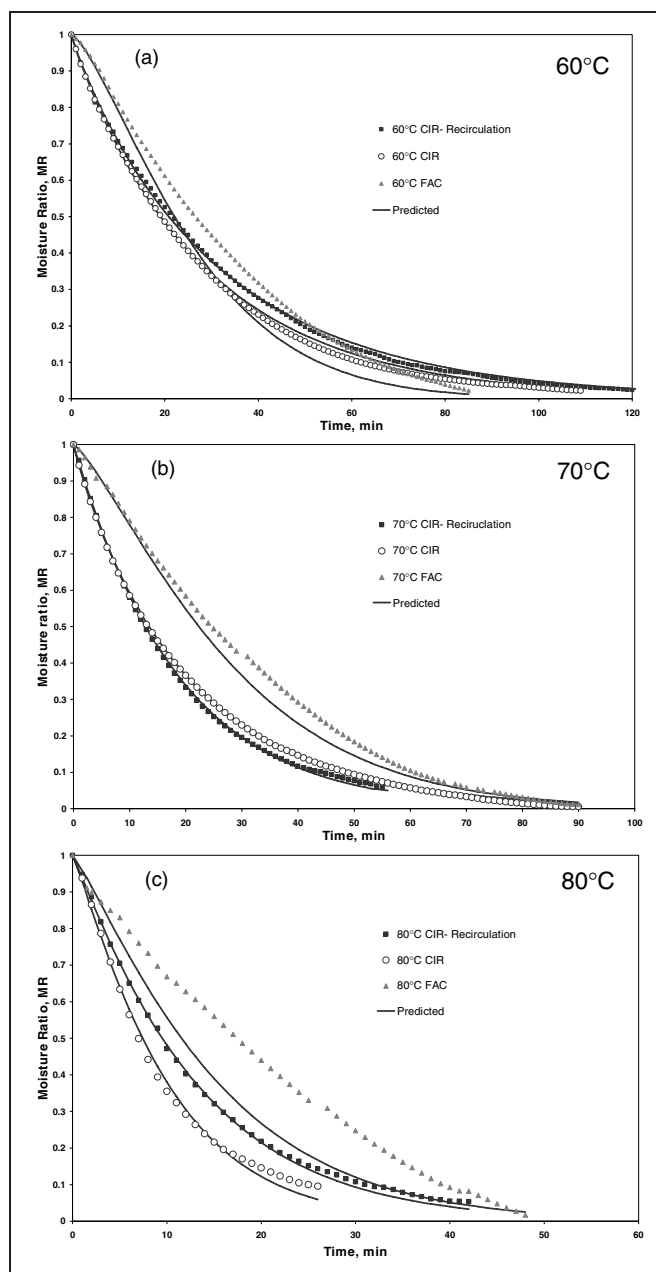 (a)
60°C
1
0.9
0.8
0.7
0.6
0.5
0.4
0.3
0.2
0.1
0
Moisture Ratio, MR
60°C CIR- Recirculation
60°C CIR
60°C FAC
Predicted
0 20 40 60 80 100 120
Time, min
(b)
70°C
1
0.9
0.8
0.7
0.6
0.5
0.4
0.3
0.2
0.1
0
Moisture ratio, MR
70°C CIR- Reciruclation
70°C CIR
70°C FAC
Predicted
0 10 20 30 40 50 60 70 80 90 100
Time, min
(c)
80°C
1
0.9
0.8
0.7
0.6
0.5
0.4
0.3
0.2
0.1
0
Moisture Ratio, MR
80°C CIR- Recirculation
80°C CIR
80°C FAC
Predicted
0 10 20 30 40 50 60
Time, min